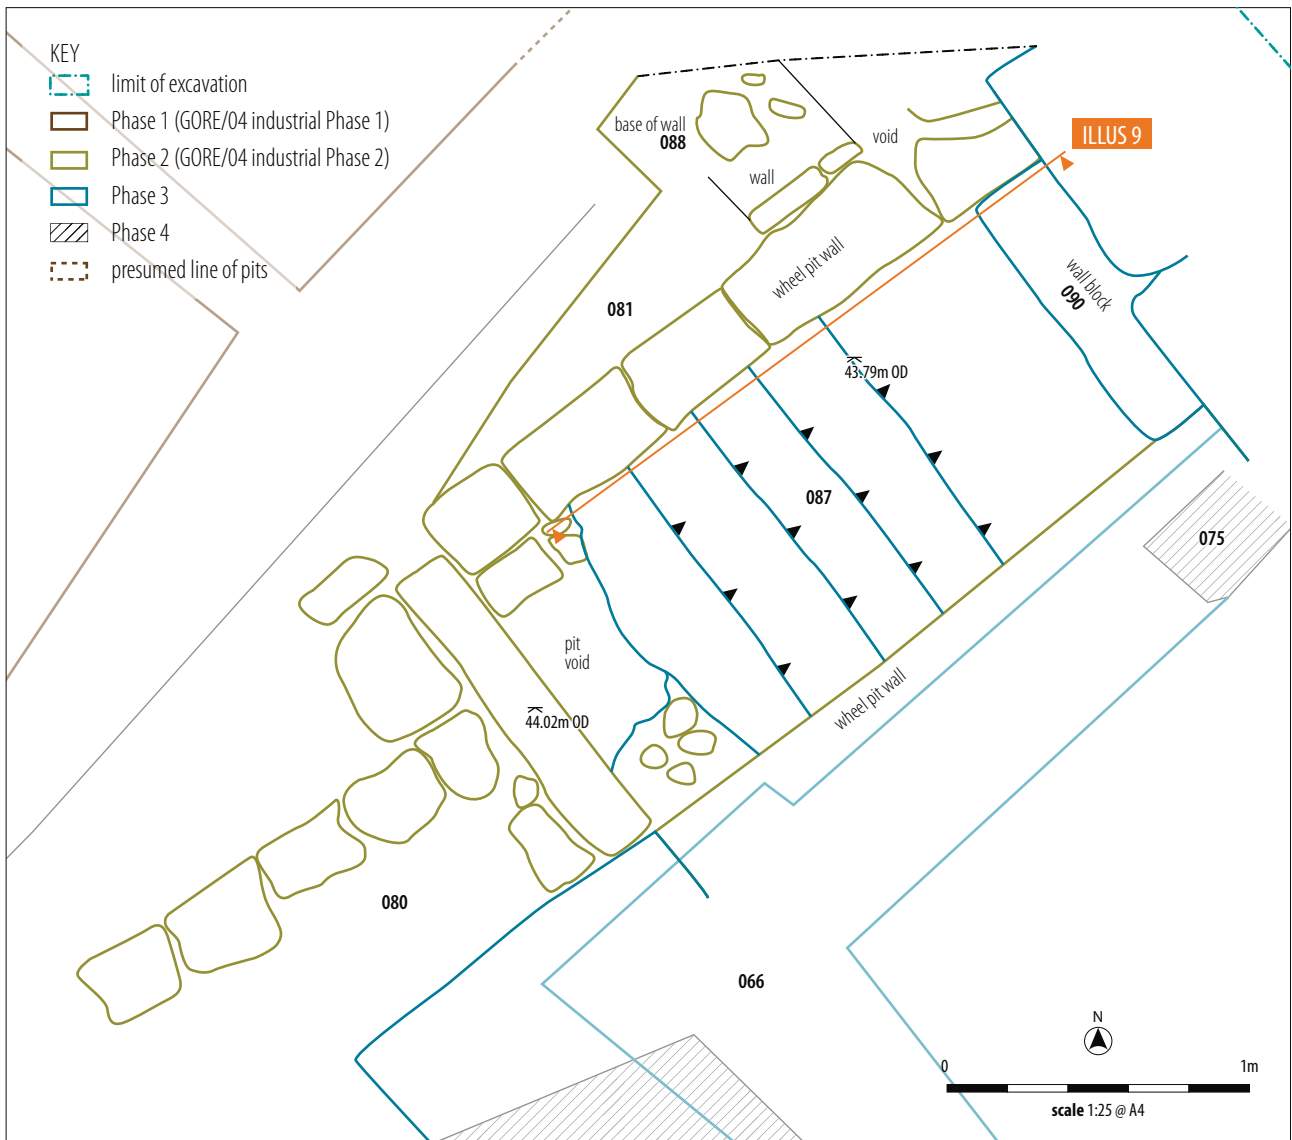 KEY
limit of excavation
Phase 1 (GORE/04 industrial Phase 1)
Phase 2 (GORE/04 industrial Phase 2)
Phase 3
Phase 4
presumed line of pits
base of wall
088
void
ILLUS 9
wall
wheel pit wall
wall block
090
081
43.79m OD
087
075
pit
void
44.02m OD
wheel pit wall
080
066
N
0 1m
scale 1:25 @ A4